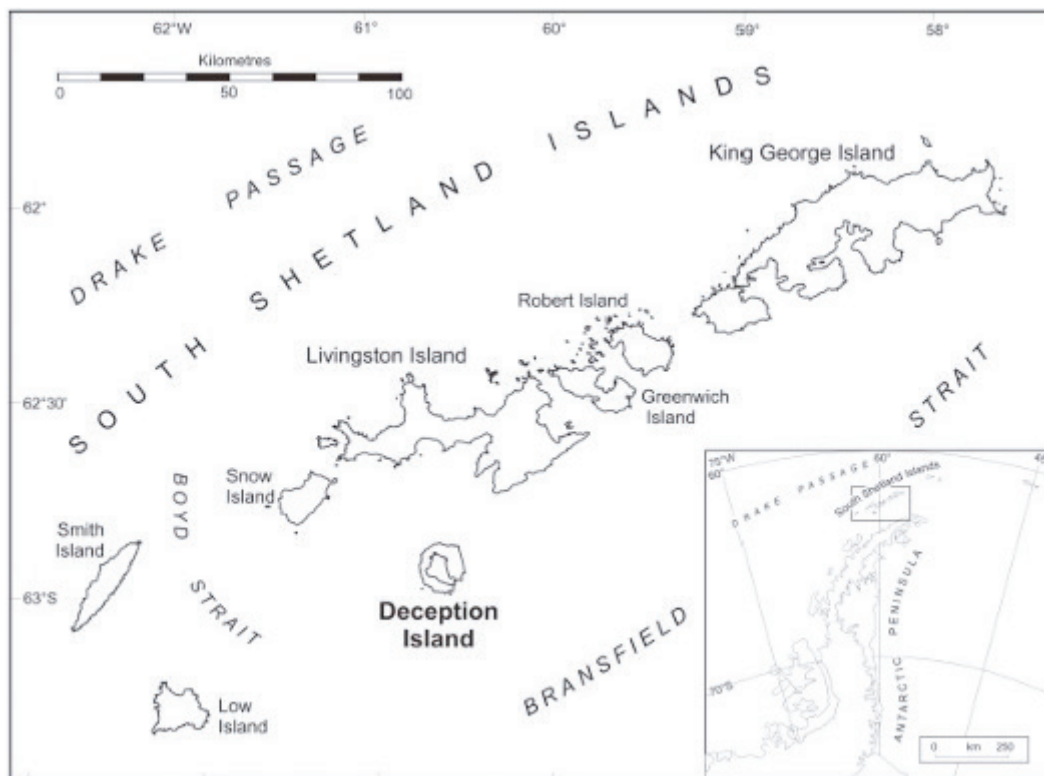 62°W
61°
60°
59°
58°
Kilometres
0 50 100
DRAKE PASSAGE
SOUTH SHETLAND ISLANDS
King George Island
62°
Robert Island
Livingston Island
Greenwich
Island
62°30'
STRAIT
BOYD
STRAIT
Snow
Island
Smith
Island
63°S
Deception
Island
BRANSFIELD
Low
Island
75°W
60°
60°
DRAKE PASSAGE
South Shetland Islands
ANTARCTIC PENINSULA
70°S
0 km 250